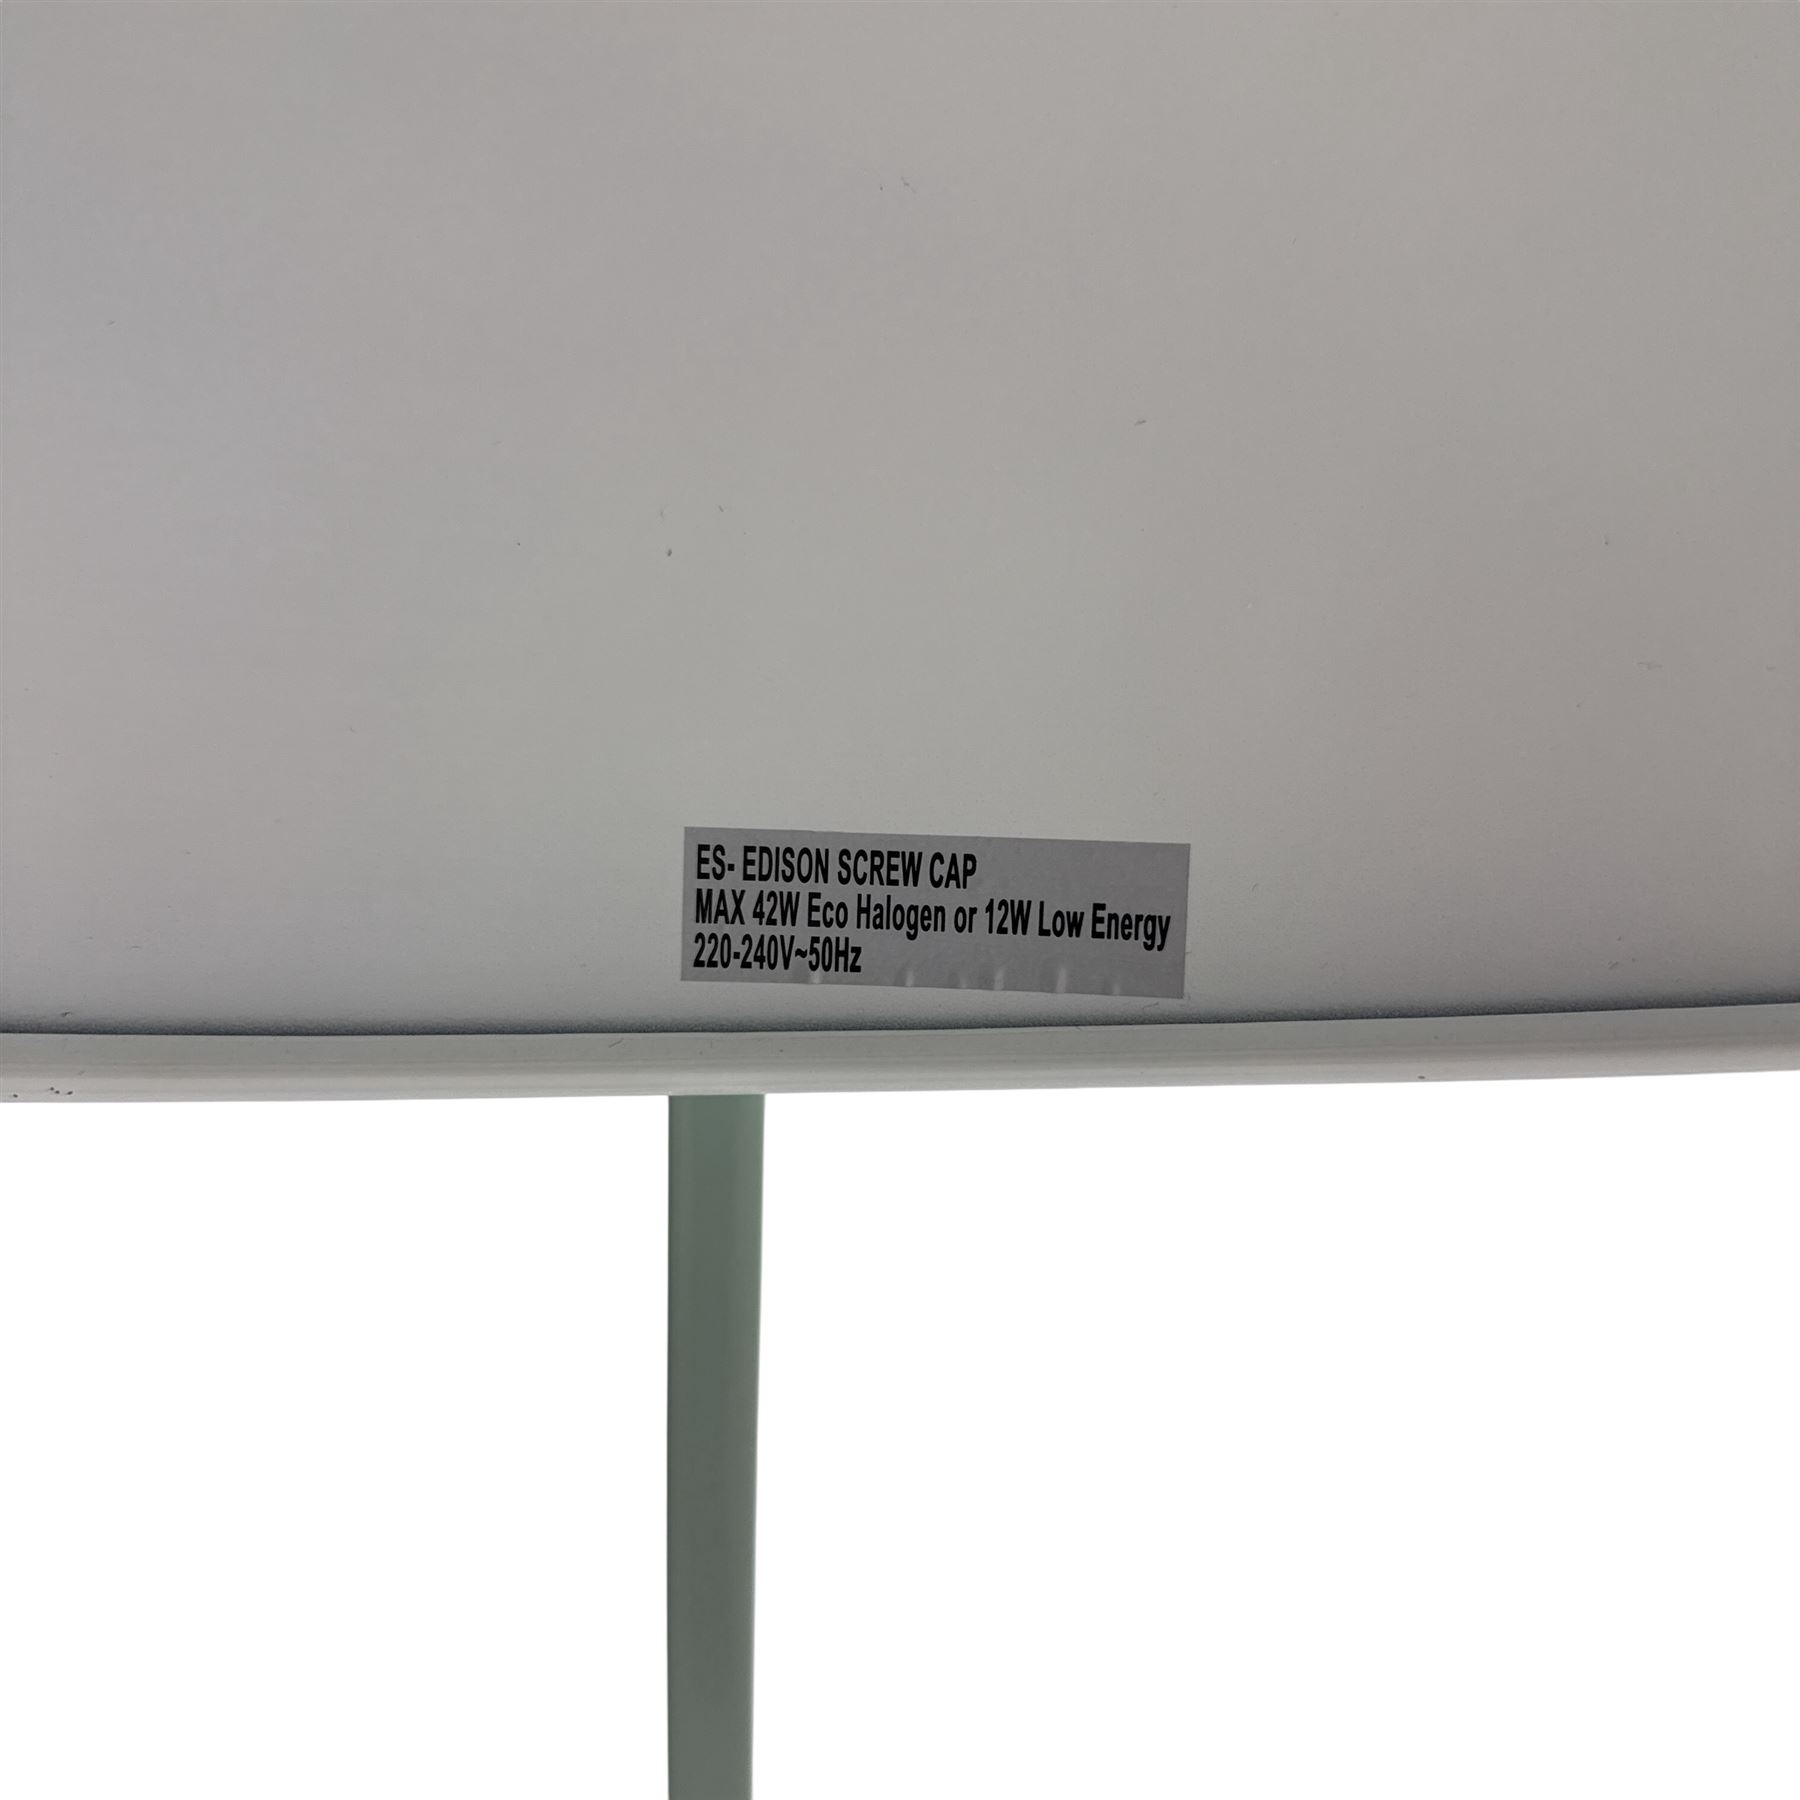 ES- EDISON SCREW CAP
MAX 42W Eco Halogen or 12W Low Energy
220-240V~50Hz